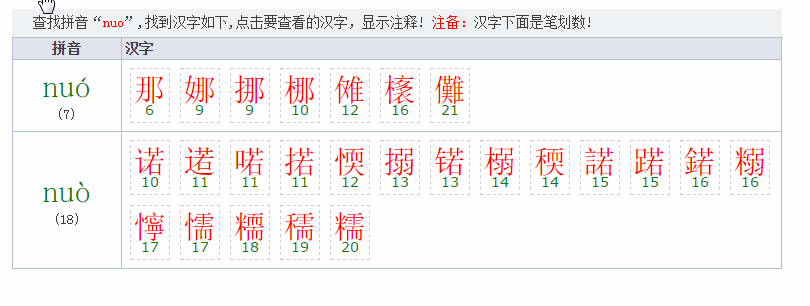 查找拼音“nuo”,找到汉字如下,点击要查看的汉字，显示注释! 注备：汉字下面是笔划数!
拼音 汉字
nuó
(7)
那 娜 挪 梛 傩 橠 儺
6 9 9 10 12 16 21
nuò
(18)
诺 逽 喏 掿 愞 搦 锘 榒 稬 諾 蹃 鍩 糑
10 11 11 11 12 13 13 14 14 15 15 16 16
懧 懦 糥 穤 糯
17 17 18 19 20